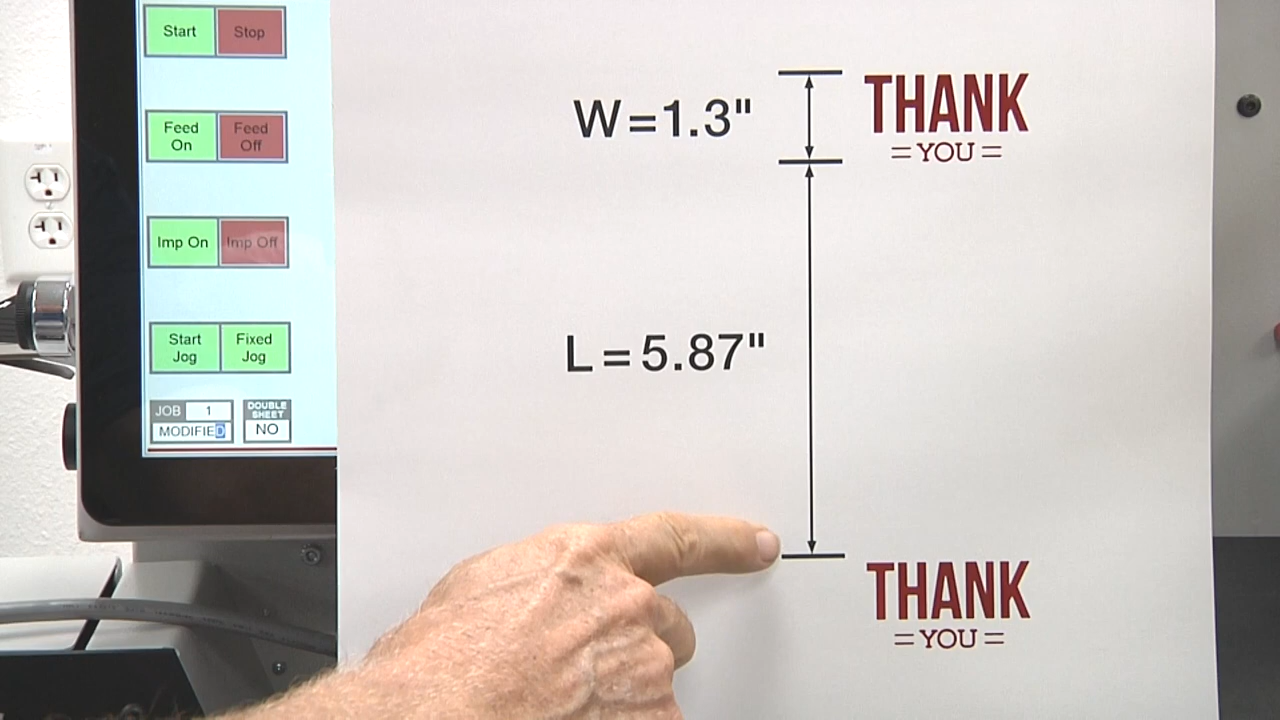 Start Stop
Feed On Feed Off
Imp On Imp Off
Start Jog Fixed Jog
JOB 1
MODIFIED
DOUBLE SHEET
NO
W=1.3"
THANK
=YOU=
L=5.87"
THANK
=YOU=